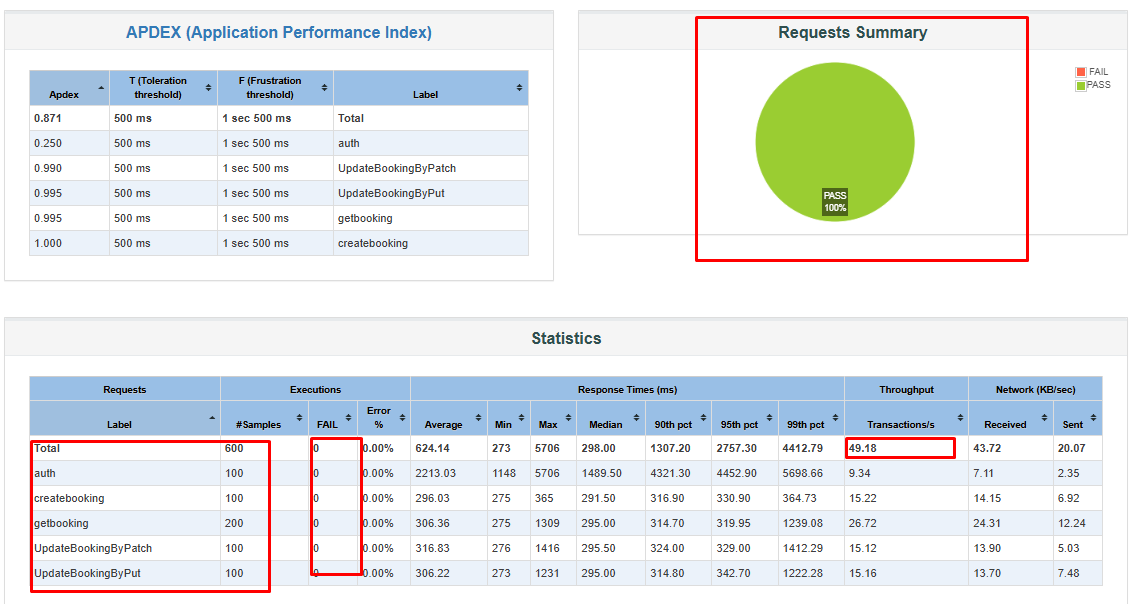 APDEX (Application Performance Index)
Apdex T (Toleration threshold) F (Frustration threshold) Label
0.871 500 ms 1 sec 500 ms Total
0.250 500 ms 1 sec 500 ms auth
0.990 500 ms 1 sec 500 ms UpdateBookingByPatch
0.995 500 ms 1 sec 500 ms UpdateBookingByPut
0.995 500 ms 1 sec 500 ms getbooking
1.000 500 ms 1 sec 500 ms createbooking
Requests Summary
FAIL
PASS
PASS
100%
Statistics
Requests Executions Response Times (ms) Throughput Network (KB/sec)
Label #Samples FAIL Error % Average Min Max Median 90th pct 95th pct 99th pct Transactions/s Received Sent
Total 600 0 0.00% 624.14 273 5706 298.00 1307.20 2757.30 4412.79 49.18 43.72 20.07
auth 100 0 0.00% 2213.03 1148 5706 1489.50 4321.30 4452.90 5698.66 9.34 7.11 2.35
createbooking 100 0 0.00% 296.03 275 365 291.50 316.90 330.90 364.73 15.22 14.15 6.92
getbooking 200 0 0.00% 306.36 275 1309 295.00 314.70 319.95 1239.08 26.72 24.31 12.24
UpdateBookingByPatch 100 0 0.00% 316.83 276 1416 295.50 324.00 329.00 1412.29 15.12 13.90 5.03
UpdateBookingByPut 100 0 0.00% 306.22 273 1231 295.00 314.80 342.70 1222.28 15.16 13.70 7.48